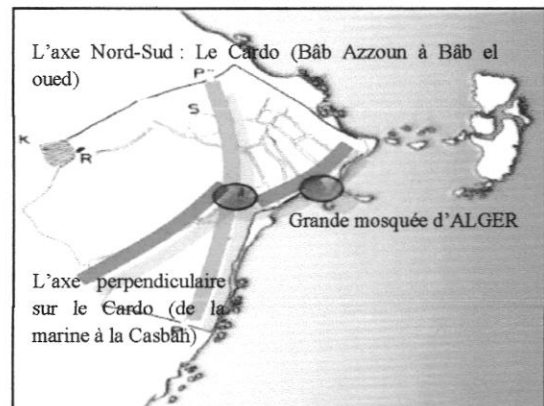 L'axe Nord-Sud : Le Cardo (Bâb Azzoun à Bâb el
oued)
S
K
R
Grande mosquée d'ALGER
L'axe perpendiculaire
sur le Cardo (de la
marine à la Casbah)